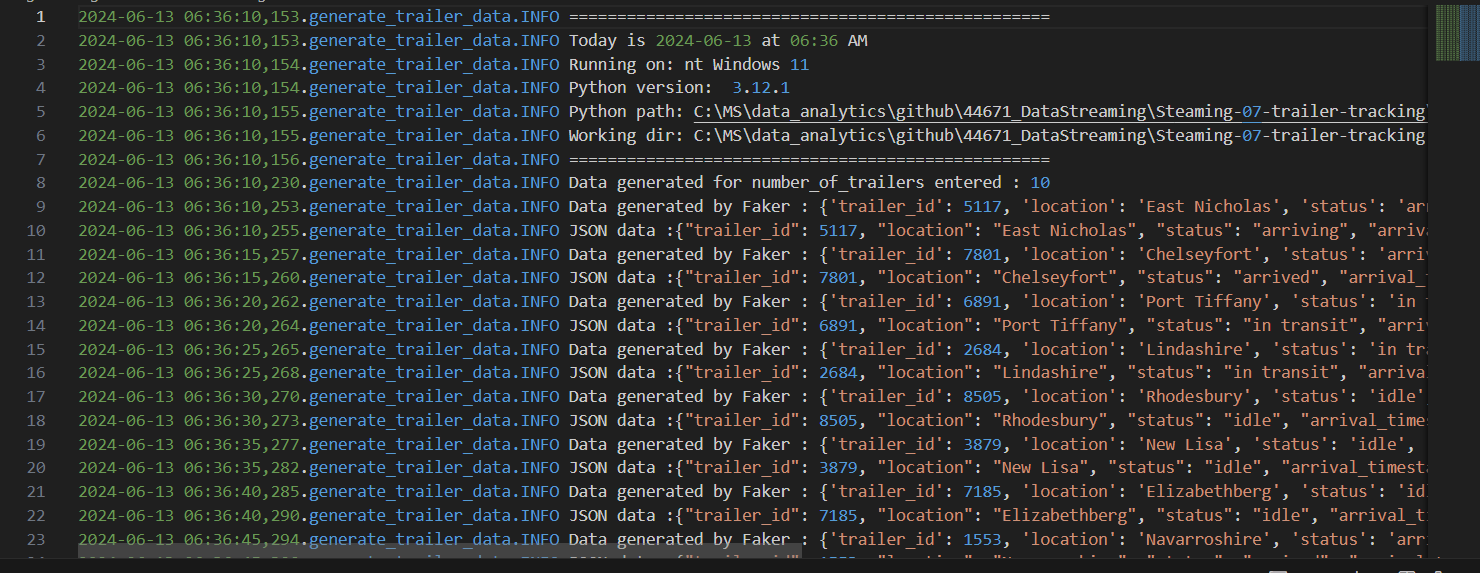 1 2024-06-13 06:36:10,153.generate_trailer_data.INFO ==================================================
2 2024-06-13 06:36:10,153.generate_trailer_data.INFO Today is 2024-06-13 at 06:36 AM
3 2024-06-13 06:36:10,154.generate_trailer_data.INFO Running on: nt Windows 11
4 2024-06-13 06:36:10,154.generate_trailer_data.INFO Python version:  3.12.1
5 2024-06-13 06:36:10,155.generate_trailer_data.INFO Python path: C:\MS\data_analytics\github\44671_DataStreaming\Steaming-07-trailer-tracking\
6 2024-06-13 06:36:10,155.generate_trailer_data.INFO Working dir: C:\MS\data_analytics\github\44671_DataStreaming\Steaming-07-trailer-tracking
7 2024-06-13 06:36:10,156.generate_trailer_data.INFO ==================================================
8 2024-06-13 06:36:10,230.generate_trailer_data.INFO Data generated for number_of_trailers entered : 10
9 2024-06-13 06:36:10,253.generate_trailer_data.INFO Data generated by Faker : {'trailer_id': 5117, 'location': 'East Nicholas', 'status': 'ar
10 2024-06-13 06:36:10,255.generate_trailer_data.INFO JSON data :{"trailer_id": 5117, "location": "East Nicholas", "status": "arriving", "arriva
11 2024-06-13 06:36:15,257.generate_trailer_data.INFO Data generated by Faker : {'trailer_id': 7801, 'location': 'Chelseyfort', 'status': 'arri
12 2024-06-13 06:36:15,260.generate_trailer_data.INFO JSON data :{"trailer_id": 7801, "location": "Chelseyfort", "status": "arrived", "arrival_
13 2024-06-13 06:36:20,262.generate_trailer_data.INFO Data generated by Faker : {'trailer_id': 6891, 'location': 'Port Tiffany', 'status': 'in
14 2024-06-13 06:36:20,264.generate_trailer_data.INFO JSON data :{"trailer_id": 6891, "location": "Port Tiffany", "status": "in transit", "arri
15 2024-06-13 06:36:25,265.generate_trailer_data.INFO Data generated by Faker : {'trailer_id': 2684, 'location': 'Lindashire', 'status': 'in tr
16 2024-06-13 06:36:25,268.generate_trailer_data.INFO JSON data :{"trailer_id": 2684, "location": "Lindashire", "status": "in transit", "arrival
17 2024-06-13 06:36:30,270.generate_trailer_data.INFO Data generated by Faker : {'trailer_id': 8505, 'location': 'Rhodesbury', 'status': 'idle'
18 2024-06-13 06:36:30,273.generate_trailer_data.INFO JSON data :{"trailer_id": 8505, "location": "Rhodesbury", "status": "idle", "arrival_times
19 2024-06-13 06:36:35,277.generate_trailer_data.INFO Data generated by Faker : {'trailer_id': 3879, 'location': 'New Lisa', 'status': 'idle',
20 2024-06-13 06:36:35,282.generate_trailer_data.INFO JSON data :{"trailer_id": 3879, "location": "New Lisa", "status": "idle", "arrival_timesta
21 2024-06-13 06:36:40,285.generate_trailer_data.INFO Data generated by Faker : {'trailer_id': 7185, 'location': 'Elizabethberg', 'status': 'id
22 2024-06-13 06:36:40,290.generate_trailer_data.INFO JSON data :{"trailer_id": 7185, "location": "Elizabethberg", "status": "idle", "arrival_t
23 2024-06-13 06:36:45,294.generate_trailer_data.INFO Data generated by Faker : {'trailer_id': 1553, 'location': 'Navarroshire', 'status': 'arr